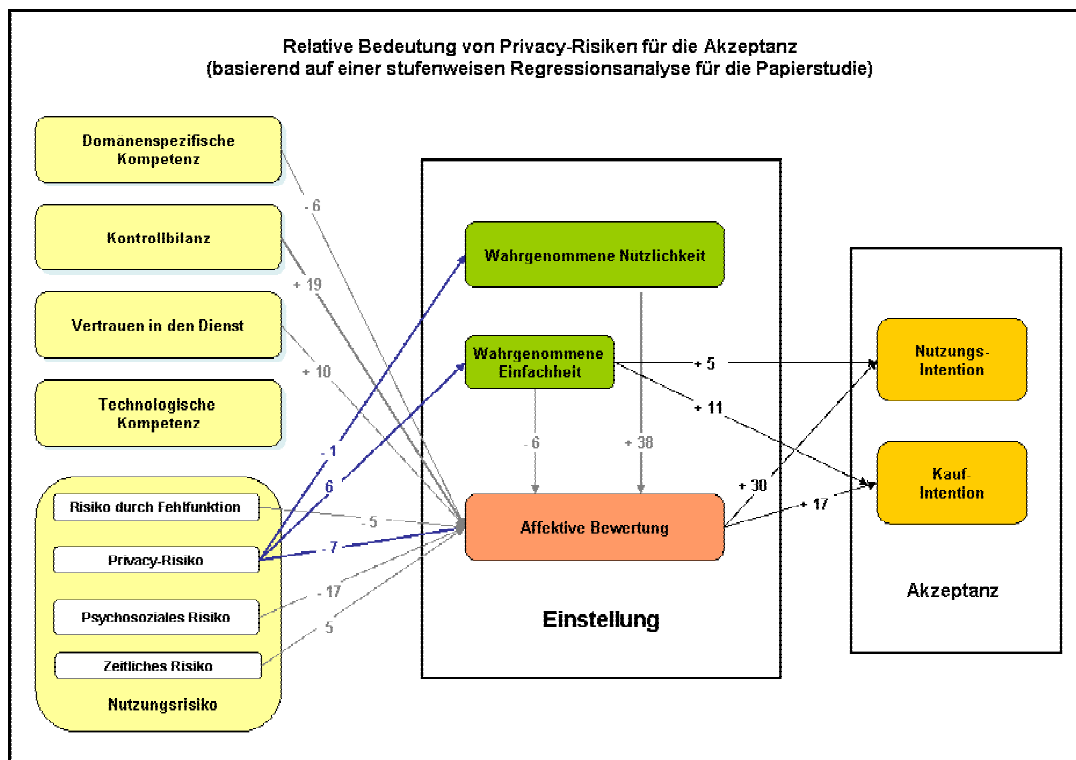 Relative Bedeutung von Privacy-Risiken für die Akzeptanz
(basierend auf einer stufenweisen Regressionsanalyse für die Papierstudie)
Domänenspezifische
Kompetenz
- 6
Kontrollbilanz
+ 19
Vertrauen in den Dienst
+ 10
Technologische
Kompetenz
- 1
6
Risiko durch Fehlfunktion
- 5
Privacy-Risiko
- 7
Psychosoziales Risiko
- 17
Zeitliches Risiko
5
Nutzungsrisiko
Wahrgenommene Nützlichkeit
Wahrgenommene
Einfachheit
- 6
+ 38
Affektive Bewertung
Einstellung
+ 5
+ 11
+ 30
+ 17
Nutzungs-
Intention
Kauf-
Intention
Akzeptanz